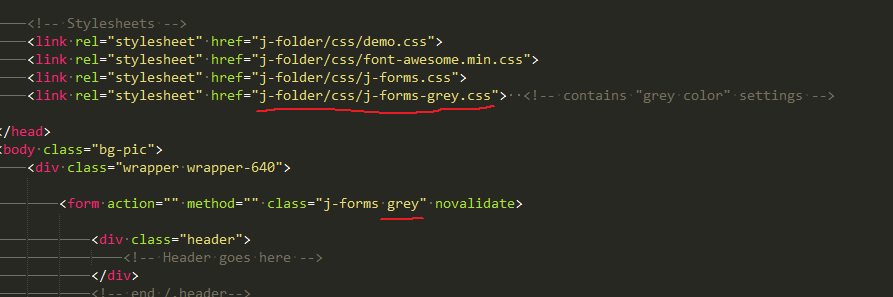 <!-- Stylesheets -->
<link rel="stylesheet" href="j-folder/css/demo.css">
<link rel="stylesheet" href="j-folder/css/font-awesome.min.css">
<link rel="stylesheet" href="j-folder/css/j-forms.css">
<link rel="stylesheet" href="j-folder/css/j-forms-grey.css">  <!-- contains "grey color" settings -->
</head>
<body class="bg-pic">
<div class="wrapper wrapper-640">
<form action="" method="" class="j-forms grey" novalidate>
<div class="header">
<!-- Header goes here -->
</div>
<!-- end /.header-->